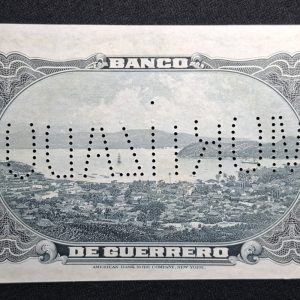 BANCO
DE GUERRERO
AMERICAN BANK NOTE COMPANY, NEW YORK.